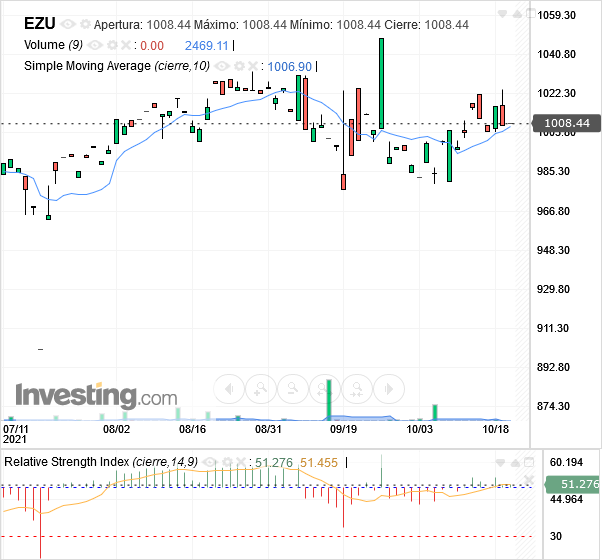 EZU Apertura: 1008.44 Máximo: 1008.44 Mínimo: 1008.44 Cierre: 1008.44
Volume (9) : 0.00 2469.11
Simple Moving Average (cierre,10) : 1006.90
1059.30
1040.80
1022.30
1008.44
985.30
966.80
948.30
929.80
911.30
892.80
874.30
Investing.com
07/11 08/02 08/16 08/31 09/19 10/03 10/18
2021
Relative Strength Index (cierre,14,9) : 51.276 51.455
60.194
51.276
44.964
30